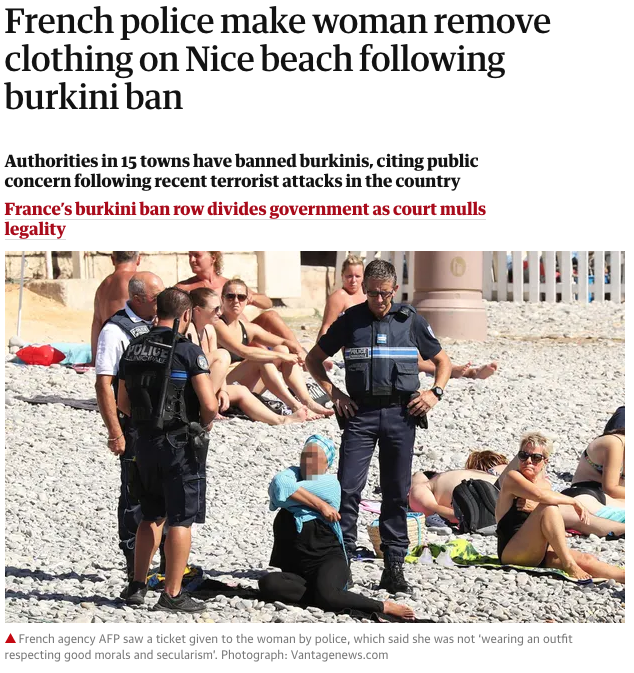 French police make woman remove
clothing on Nice beach following
burkini ban
Authorities in 15 towns have banned burkinis, citing public
concern following recent terrorist attacks in the country
France’s burkini ban row divides government as court mulls
legality
POLICE
MUNICIPALE
POLICE
MUNICIPALE
French agency AFP saw a ticket given to the woman by police, which said she was not ‘wearing an outfit
respecting good morals and secularism’. Photograph: Vantagenews.com